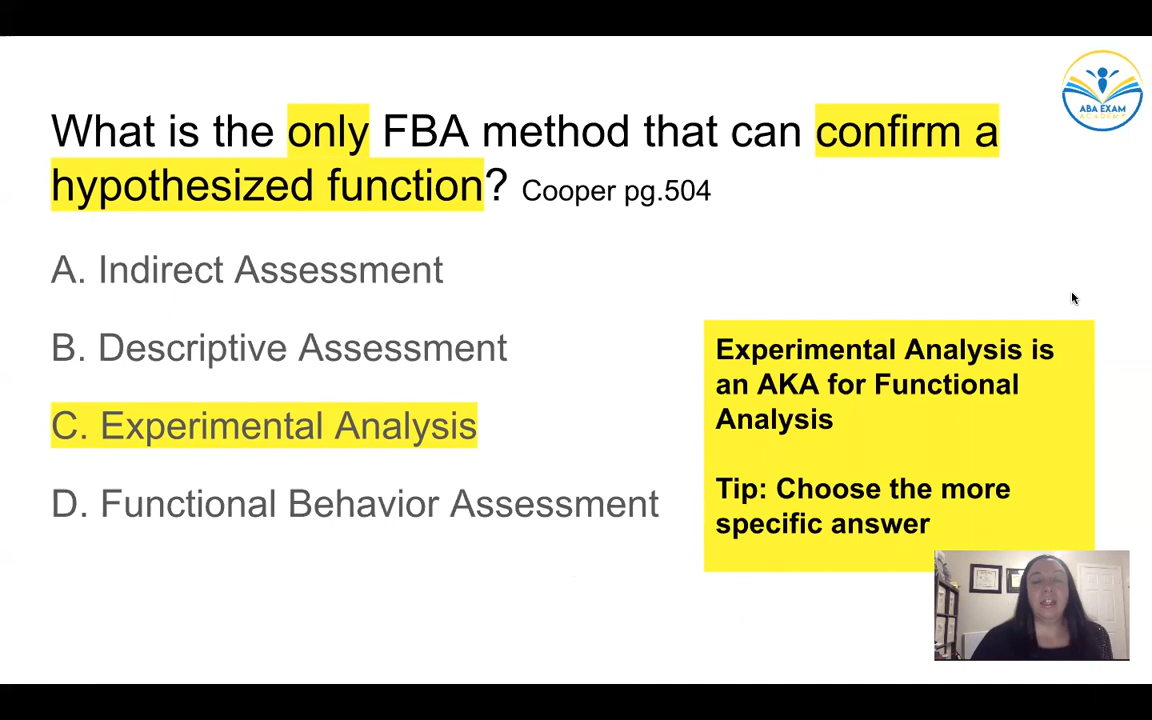 ABA EXAM
ACADEMY
What is the only FBA method that can confirm a
hypothesized function? Cooper pg.504
A. Indirect Assessment
B. Descriptive Assessment
C. Experimental Analysis
D. Functional Behavior Assessment
Experimental Analysis is
an AKA for Functional
Analysis
Tip: Choose the more
specific answer